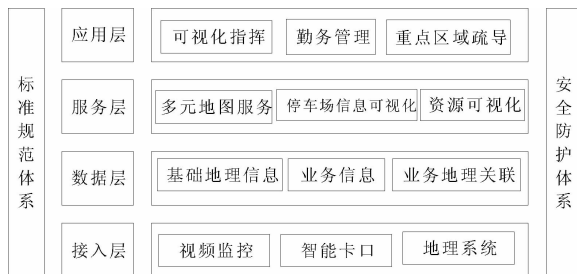 标准规范体系
应用层
可视化指挥
勤务管理
重点区域疏导
服务层
多元地图服务
停车场信息可视化
资源可视化
数据层
基础地理信息
业务信息
业务地理关联
接入层
视频监控
智能卡口
地理系统
安全防护体系